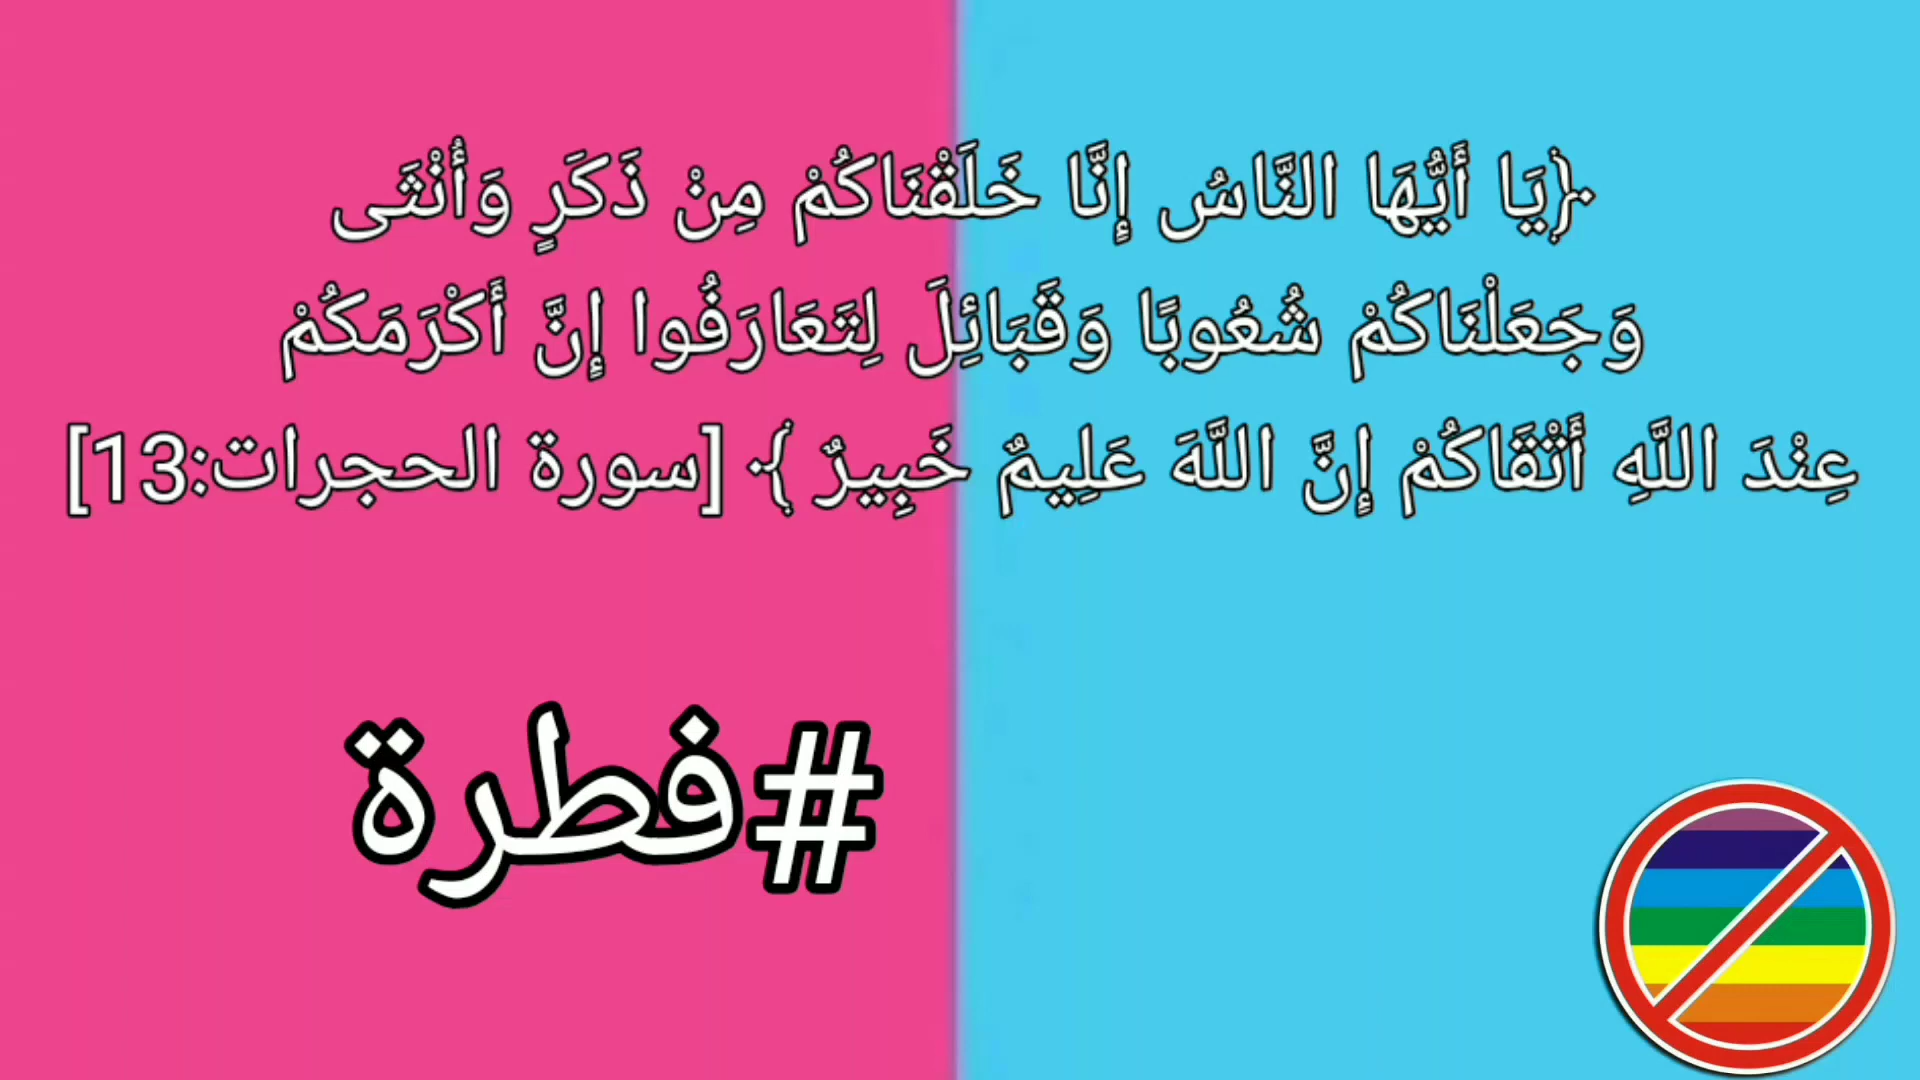 ﴿يَا أَيُّهَا النَّاسُ إِنَّا خَلَقْنَاكُمْ مِنْ ذَكَرٍ وَأُنْثَى
وَجَعَلْنَاكُمْ شُعُوبًا وَقَبَائِلَ لِتَعَارَفُوا إِنَّ أَكْرَمَكُمْ
عِنْدَ اللَّهِ أَتْقَاكُمْ إِنَّ اللَّهَ عَلِيمٌ خَبِيرٌ ﴾ [سورة الحجرات:13]
#فطرة